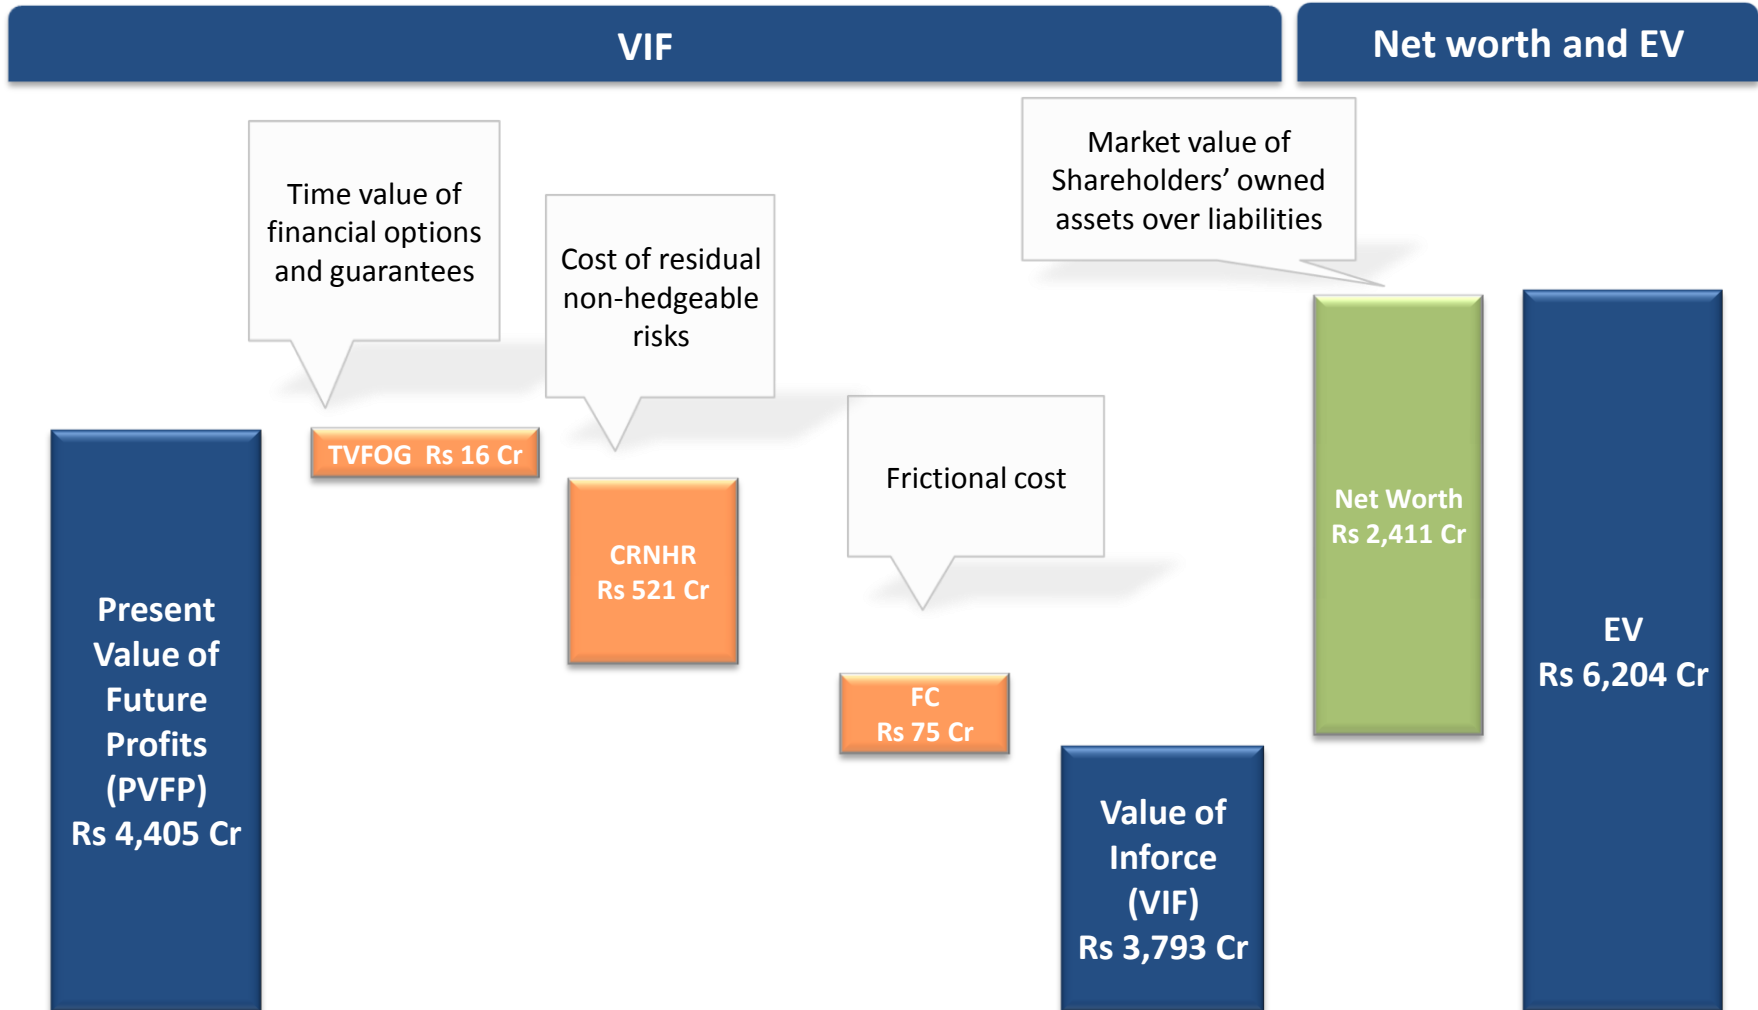 VIF
Net worth and EV
Time value of
financial options
and guarantees
Cost of residual
non-hedgeable
risks
Frictional cost
Market value of
Shareholders’ owned
assets over liabilities
Present
Value of
Future
Profits
(PVFP)
Rs 4,405 Cr
TVFOG  Rs 16 Cr
CRNHR
Rs 521 Cr
FC
Rs 75 Cr
Value of
Inforce
(VIF)
Rs 3,793 Cr
Net Worth
Rs 2,411 Cr
EV
Rs 6,204 Cr